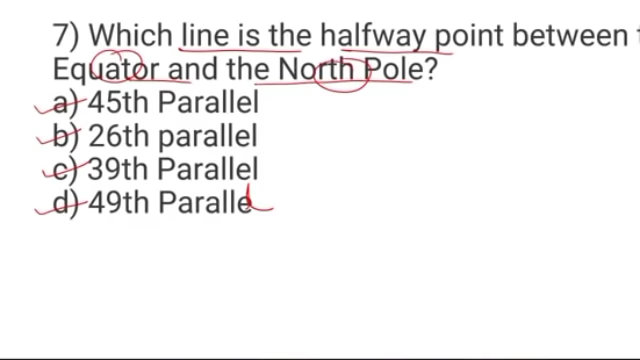 7) Which line is the halfway point between
Equator and the North Pole?
a) 45th Parallel
b) 26th parallel
c) 39th Parallel
d) 49th Parallel